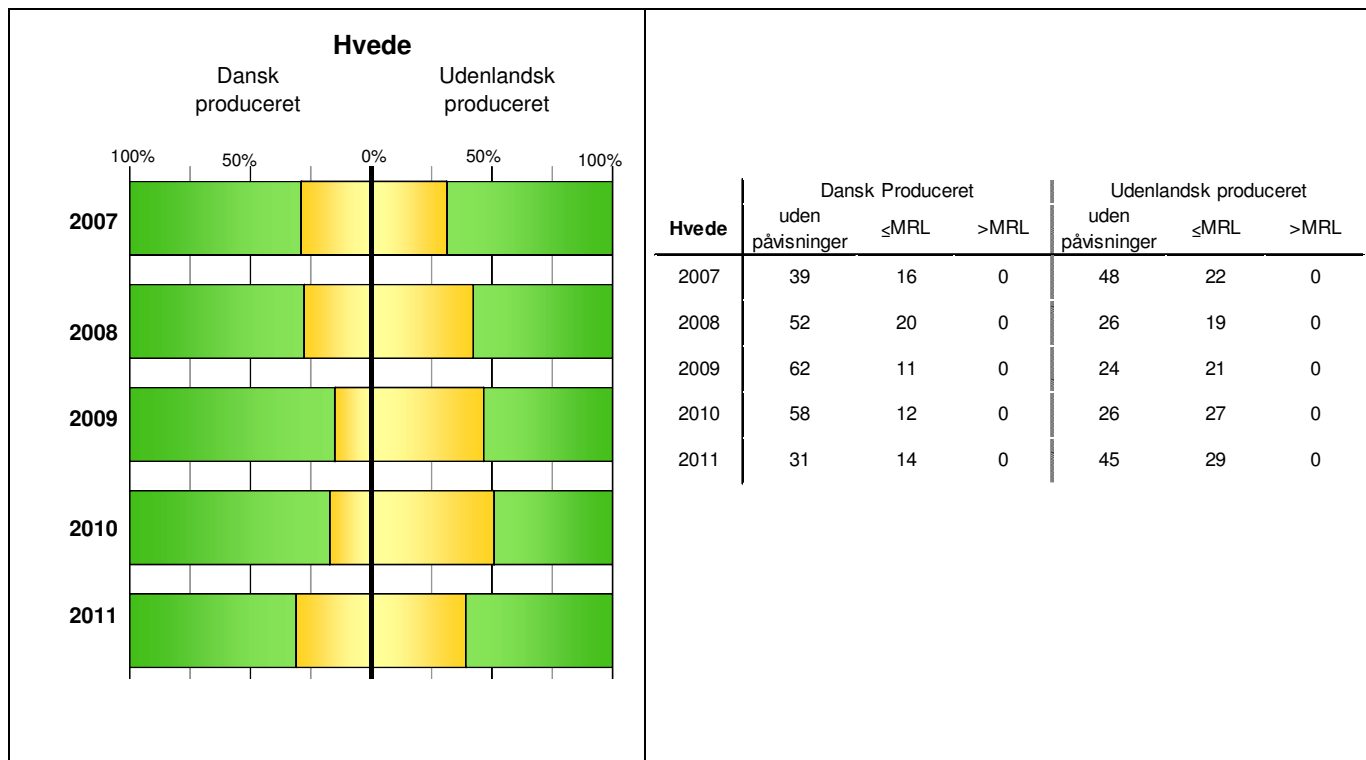 Hvede
Dansk produceret Udenlandsk produceret
100% 50% 0% 50% 100%
2007
2008
2009
2010
2011
Dansk Produceret Udenlandsk produceret
Hvede uden påvisninger ≤MRL >MRL uden påvisninger ≤MRL >MRL
2007 39 16 0 48 22 0
2008 52 20 0 26 19 0
2009 62 11 0 24 21 0
2010 58 12 0 26 27 0
2011 31 14 0 45 29 0